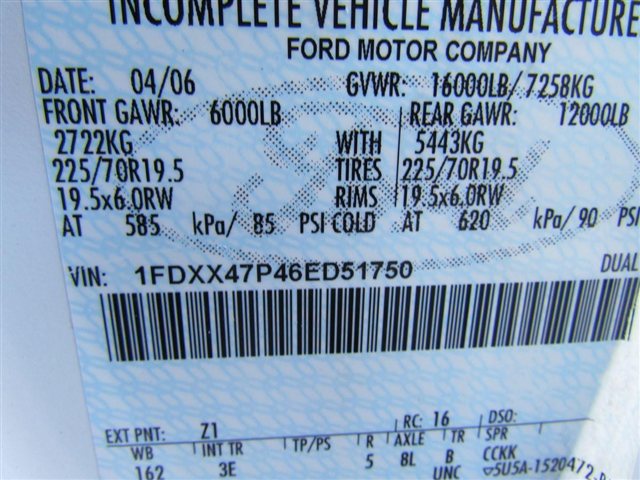 INCOMPLETE VEHICLE MANUFACTURE
FORD MOTOR COMPANY
DATE: 04/06 GVWR: 16000LB/7258KG
FRONT GAWR: 6000LB REAR GAWR: 12000LB
2722KG WITH 5443KG
225/70R19.5 TIRES 225/70R19.5
19.5x6.0RW RIMS 19.5x6.0RW
AT 585 kPa/ 85 PSI COLD AT 620 kPa/ 90 PSI
VIN: 1FDXX47P46ED51750 DUAL
EXT PNT: Z1 RC: 16 DSO:
WB INT TR TP/PS R AXLE TR SPR
162 3E 5 8L B CCKK
UNC 5U5A-1520472-